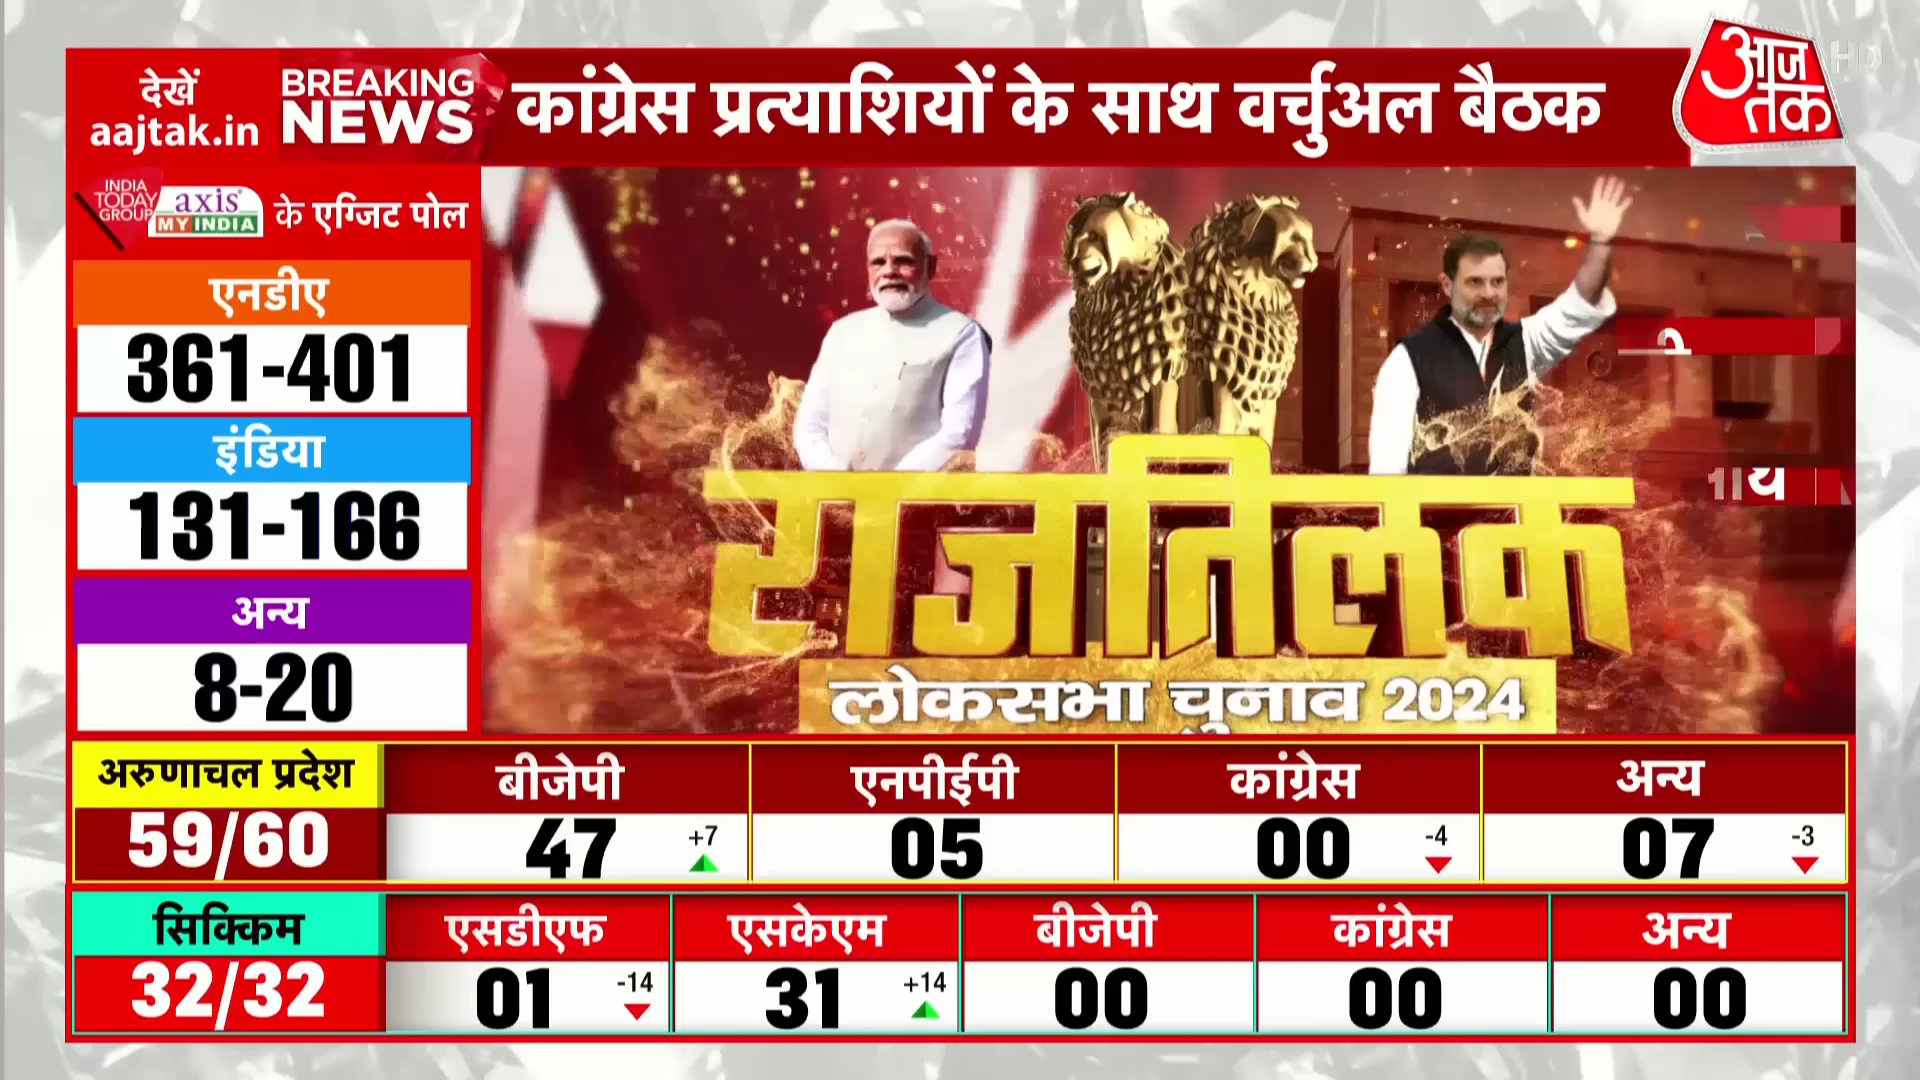 देखें
aajtak.in
BREAKING
NEWS
कांग्रेस प्रत्याशियों के साथ वर्चुअल बैठक
आज
तक
HD
INDIA
TODAY
GROUP
axis
MY INDIA
के एग्जिट पोल
एनडीए
361-401
इंडिया
131-166
अन्य
8-20
राजतिलक
लोकसभा चुनाव 2024
अरुणाचल प्रदेश
59/60
बीजेपी
47 +7
एनपीईपी
05
कांग्रेस
00 -4
अन्य
07 -3
सिक्किम
32/32
एसडीएफ
01 -14
एसकेएम
31 +14
बीजेपी
00
कांग्रेस
00
अन्य
00